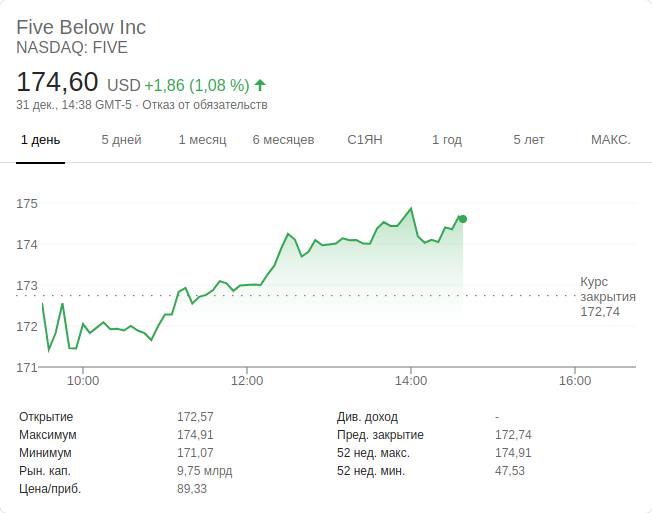 Five Below Inc
NASDAQ: FIVE
174,60 USD +1,86 (1,08 %)
31 дек., 14:38 GMT-5 · Отказ от обязательств
1 день 5 дней 1 месяц 6 месяцев С1ЯН 1 год 5 лет МАКС.
175
174
173
172
171
Курс
закрытия
172,74
10:00 12:00 14:00 16:00
Открытие 172,57 Див. доход -
Максимум 174,91 Пред. закрытие 172,74
Минимум 171,07 52 нед. макс. 174,91
Рын. кап. 9,75 млрд 52 нед. мин. 47,53
Цена/приб. 89,33